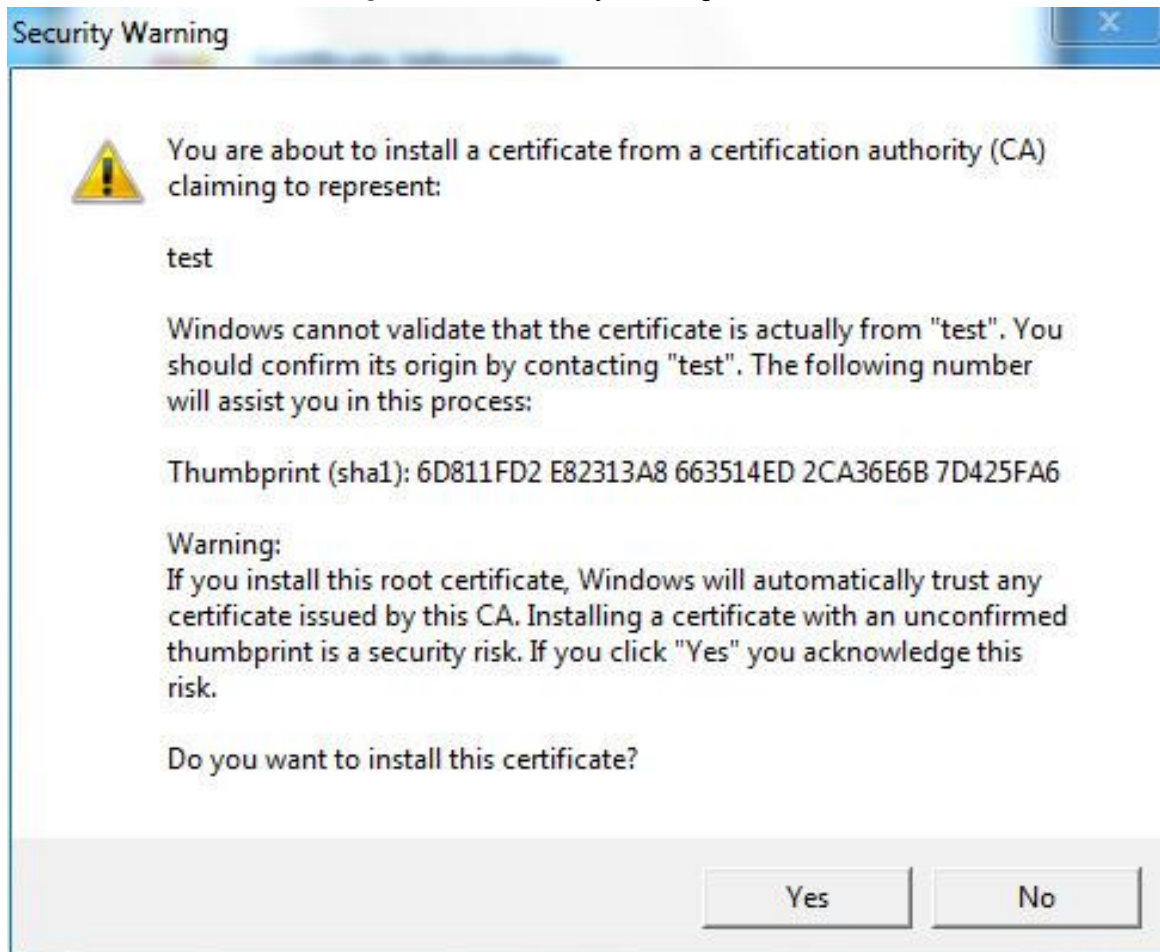 Security Warning
You are about to install a certificate from a certification authority (CA)
claiming to represent:
test
Windows cannot validate that the certificate is actually from "test". You
should confirm its origin by contacting "test". The following number
will assist you in this process:
Thumbprint (sha1): 6D811FD2 E82313A8 663514ED 2CA36E6B 7D425FA6
Warning:
If you install this root certificate, Windows will automatically trust any
certificate issued by this CA. Installing a certificate with an unconfirmed
thumbprint is a security risk. If you click "Yes" you acknowledge this
risk.
Do you want to install this certificate?
Yes
No